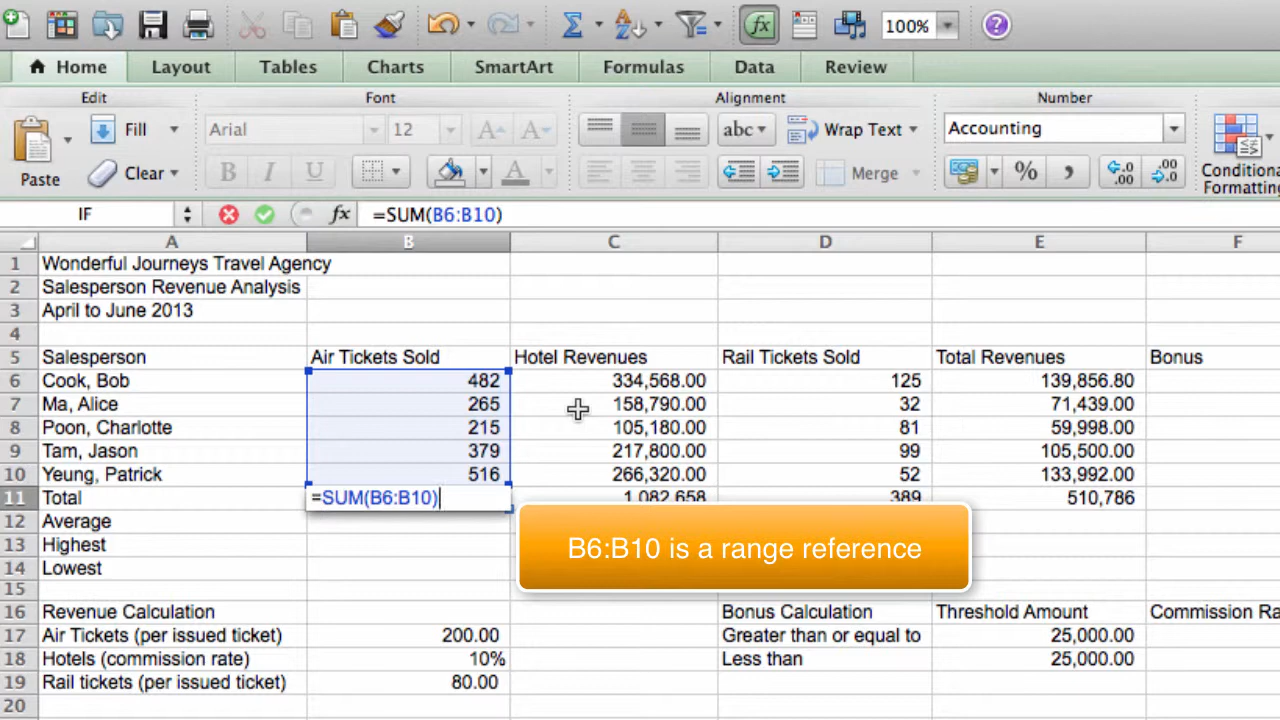 100%
Home Layout Tables Charts SmartArt Formulas Data Review
Edit Font Alignment Number
Fill Arial 12 A A abc Wrap Text Accounting
Paste Clear B I U A Merge % , .0 .00 .00 .0 Conditional Formatting
IF fx =SUM(B6:B10)
A B C D E F
1 Wonderful Journeys Travel Agency
2 Salesperson Revenue Analysis
3 April to June 2013
4
5 Salesperson Air Tickets Sold Hotel Revenues Rail Tickets Sold Total Revenues Bonus
6 Cook, Bob 482 334,568.00 125 139,856.80
7 Ma, Alice 265 158,790.00 32 71,439.00
8 Poon, Charlotte 215 105,180.00 81 59,998.00
9 Tam, Jason 379 217,800.00 99 105,500.00
10 Yeung, Patrick 516 266,320.00 52 133,992.00
11 Total =SUM(B6:B10) 1,082,658 389 510,786
12 Average
B6:B10 is a range reference
13 Highest
14 Lowest
15
16 Revenue Calculation Bonus Calculation Threshold Amount Commission Ra
17 Air Tickets (per issued ticket) 200.00 Greater than or equal to 25,000.00
18 Hotels (commission rate) 10% Less than 25,000.00
19 Rail tickets (per issued ticket) 80.00
20